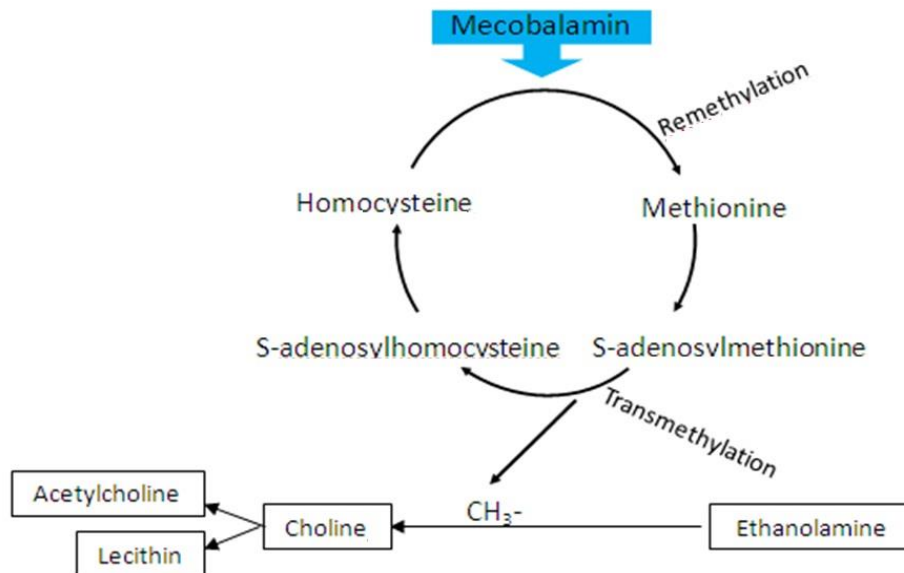 Mecobalamin
Remethylation
Homocysteine
Methionine
S-adenosylhomocysteine
S-adenosylmethionine
Transmethylation
Acetylcholine
CH₃-
Choline
Ethanolamine
Lecithin